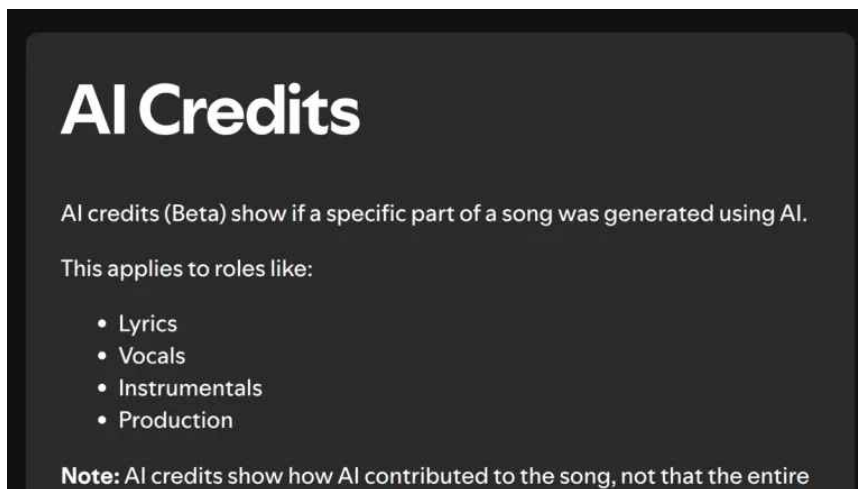 AI Credits
AI credits (Beta) show if a specific part of a song was generated using AI.
This applies to roles like:
• Lyrics
• Vocals
• Instrumentals
• Production
Note: AI credits show how AI contributed to the song, not that the entire